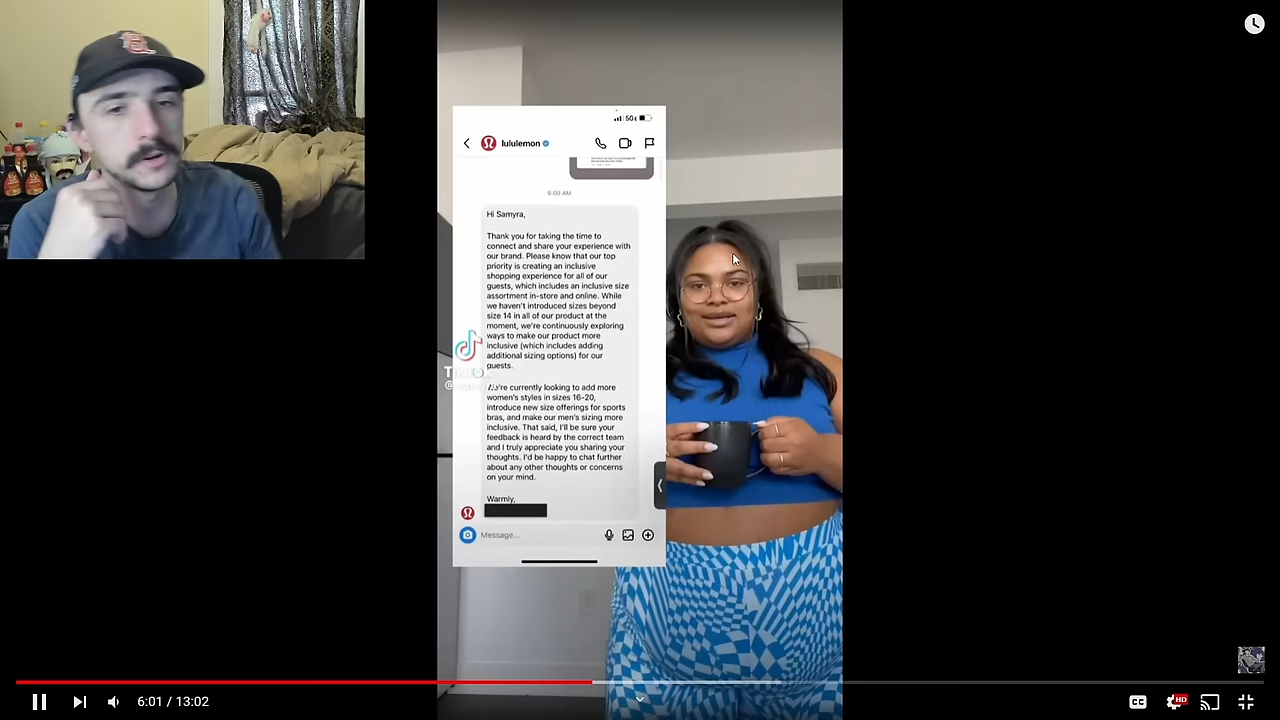 5G
lululemon
9:00 AM
Hi Samyra,
Thank you for taking the time to
connect and share your experience with
our brand. Please know that our top
priority is creating an inclusive
shopping experience for all of our
guests, which includes an inclusive size
assortment in-store and online. While
we haven't introduced sizes beyond
size 14 in all of our product at the
moment, we're continuously exploring
ways to make our product more
inclusive (which includes adding
additional sizing options) for our
guests.
TikTok
We're currently looking to add more
women's styles in sizes 16-20,
introduce new size offerings for sports
bras, and make our men's sizing more
inclusive. That said, I'll be sure your
feedback is heard by the correct team
and I truly appreciate you sharing your
thoughts. I'd be happy to chat further
about any other thoughts or concerns
on your mind.
Warmly,
Message...
6:01 / 13:02
CC
HD